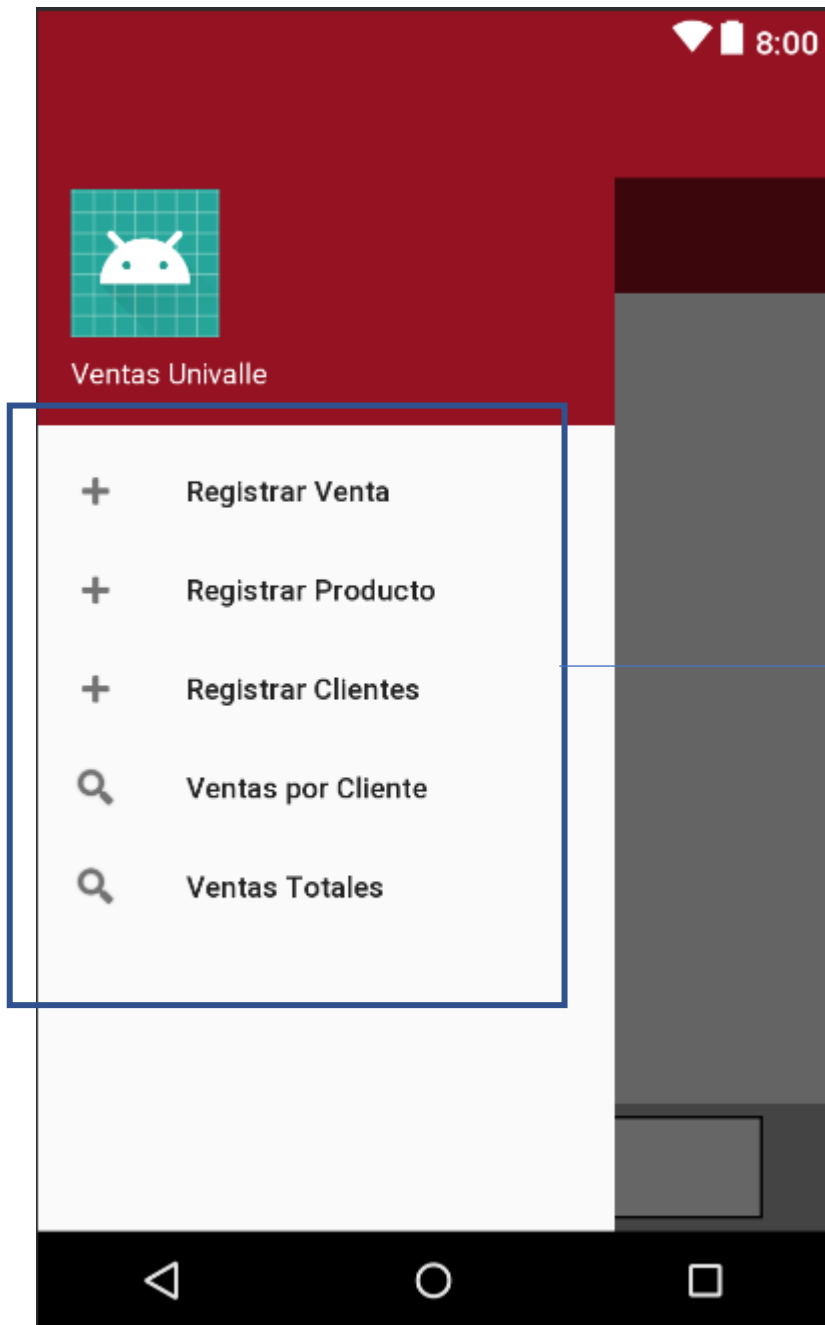 8:00
Ventas Univalle
Registrar Venta
Registrar Producto
Registrar Clientes
Ventas por Cliente
Ventas Totales